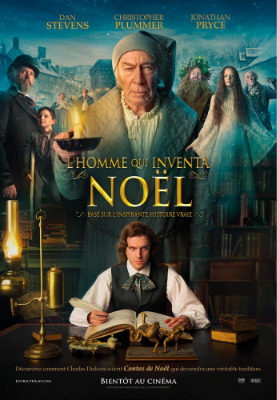 DAN STEVENS
CHRISTOPHER PLUMMER
JONATHAN PRYCE
L'HOMME QUI INVENTA
NOËL
BASÉ SUR L'INSPIRANTE HISTOIRE VRAIE
Découvrez comment Charles Dickens a écrit Contes de Noël qui devendra une véritable tradition.
BIENTÔT AU CINÉMA